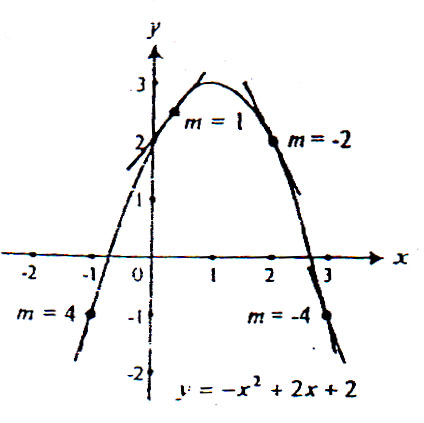 y
3
m = 1
2
m = -2
1
x
-2 -1 0 1 2 3
m = 4 -1 m = -4
-2
y = -x² + 2x + 2